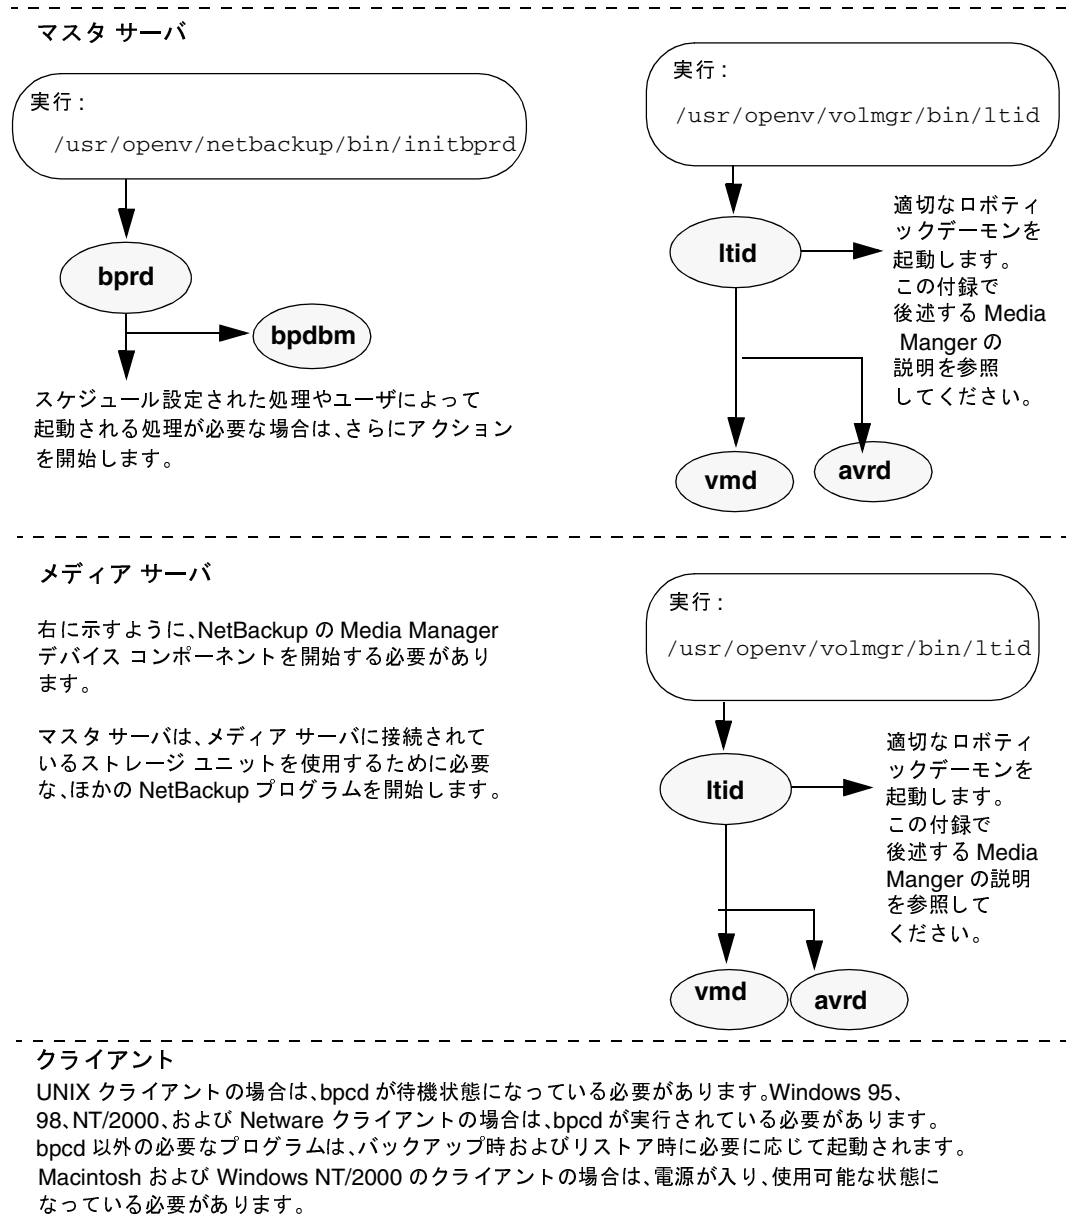 マスタ サーバ
実行 :
/usr/openv/netbackup/bin/initbprd
bprd
bpdbm
スケジュール設定された処理やユーザによって
起動される処理が必要な場合は、さらにアクション
を開始します。
実行 :
/usr/openv/volmgr/bin/ltid
ltid
適切なロボティ
ックデーモンを
起動します。
この付録で
後述する Media
Manger の
説明を参照
してください。
vmd
avrd
メディア サーバ
右に示すように、NetBackup の Media Manager
デバイス コンポーネントを開始する必要があり
ます。
マスタ サーバは、メディア サーバに接続されて
いるストレージ ユニットを使用するために必要
な、ほかの NetBackup プログラムを開始します。
実行 :
/usr/openv/volmgr/bin/ltid
ltid
適切なロボティ
ックデーモンを
起動します。
この付録で
後述する Media
Manger の説明
を参照して
ください。
vmd
avrd
クライアント
UNIX クライアントの場合は、bpcd が待機状態になっている必要があります。Windows 95、
98、NT/2000、および Netware クライアントの場合は、bpcd が実行されている必要があります。
bpcd 以外の必要なプログラムは、バックアップ時およびリストア時に必要に応じて起動されます。
Macintosh および Windows NT/2000 のクライアントの場合は、電源が入り、使用可能な状態に
なっている必要があります。